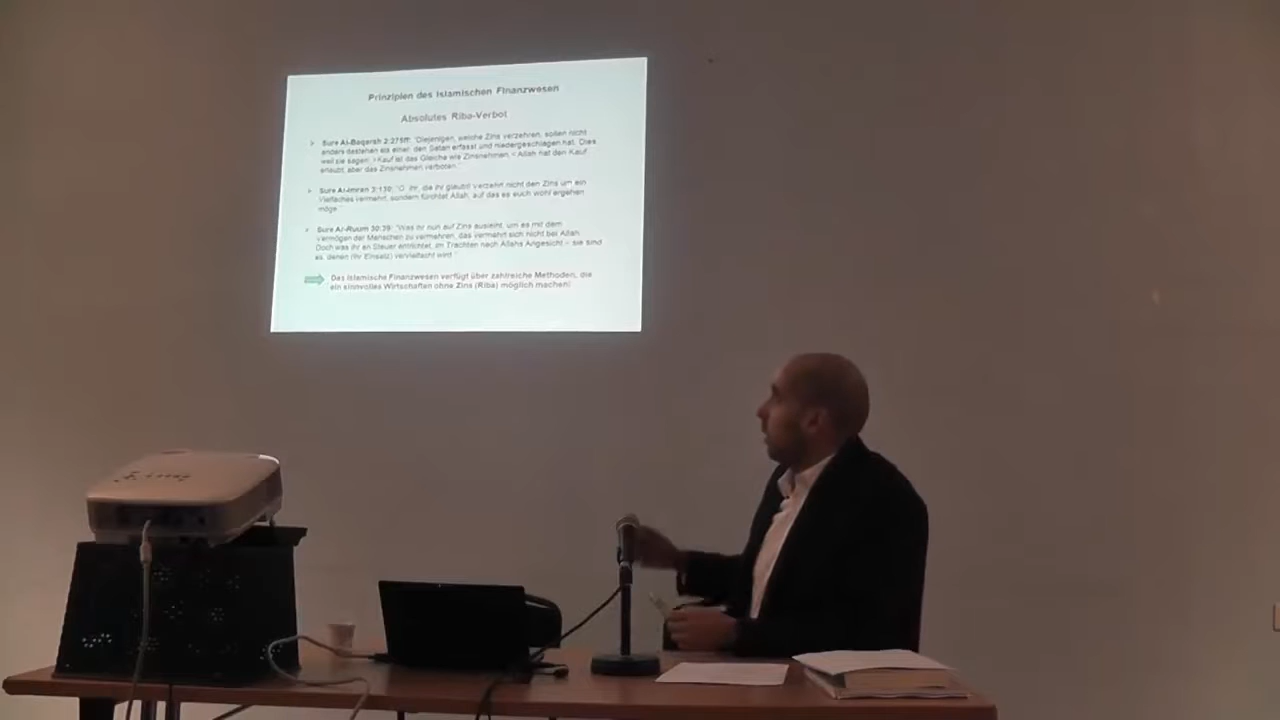 Prinzipien des Islamischen Finanzwesen
Absolutes Riba-Verbot
Sure Al-Baqarah 2:275ff: "Diejenigen, welche Zins verzehren, sollen nicht
anders dastehen als einer, den Satan erfasst und niedergeschlagen hat. Dies
weil sie sagen: >Kauf ist das Gleiche wie Zinsnehmen.< Allah hat den Kauf
erlaubt, aber das Zinsnehmen verboten."
Sure Al-Imran 3:130: "O ihr, die ihr glaubt! Verzehrt nicht den Zins um ein
Vielfaches vermehrt, sondern fürchtet Allah, auf das es euch wohl ergehen
möge
Sure Ar-Ruum 30:39: "Was ihr nun auf Zins ausleiht, um es mit dem
Vermögen der Menschen zu vermehren, das vermehrt sich nicht bei Allah.
Doch was ihr an Steuer entrichtet, im Trachten nach Allahs Angesicht – sie sind
es, denen (ihr Einsatz) vervielfacht wird."
Das Islamische Finanzwesen verfügt über zahlreiche Methoden, die
ein sinnvolles Wirtschaften ohne Zins (Riba) möglich machen!